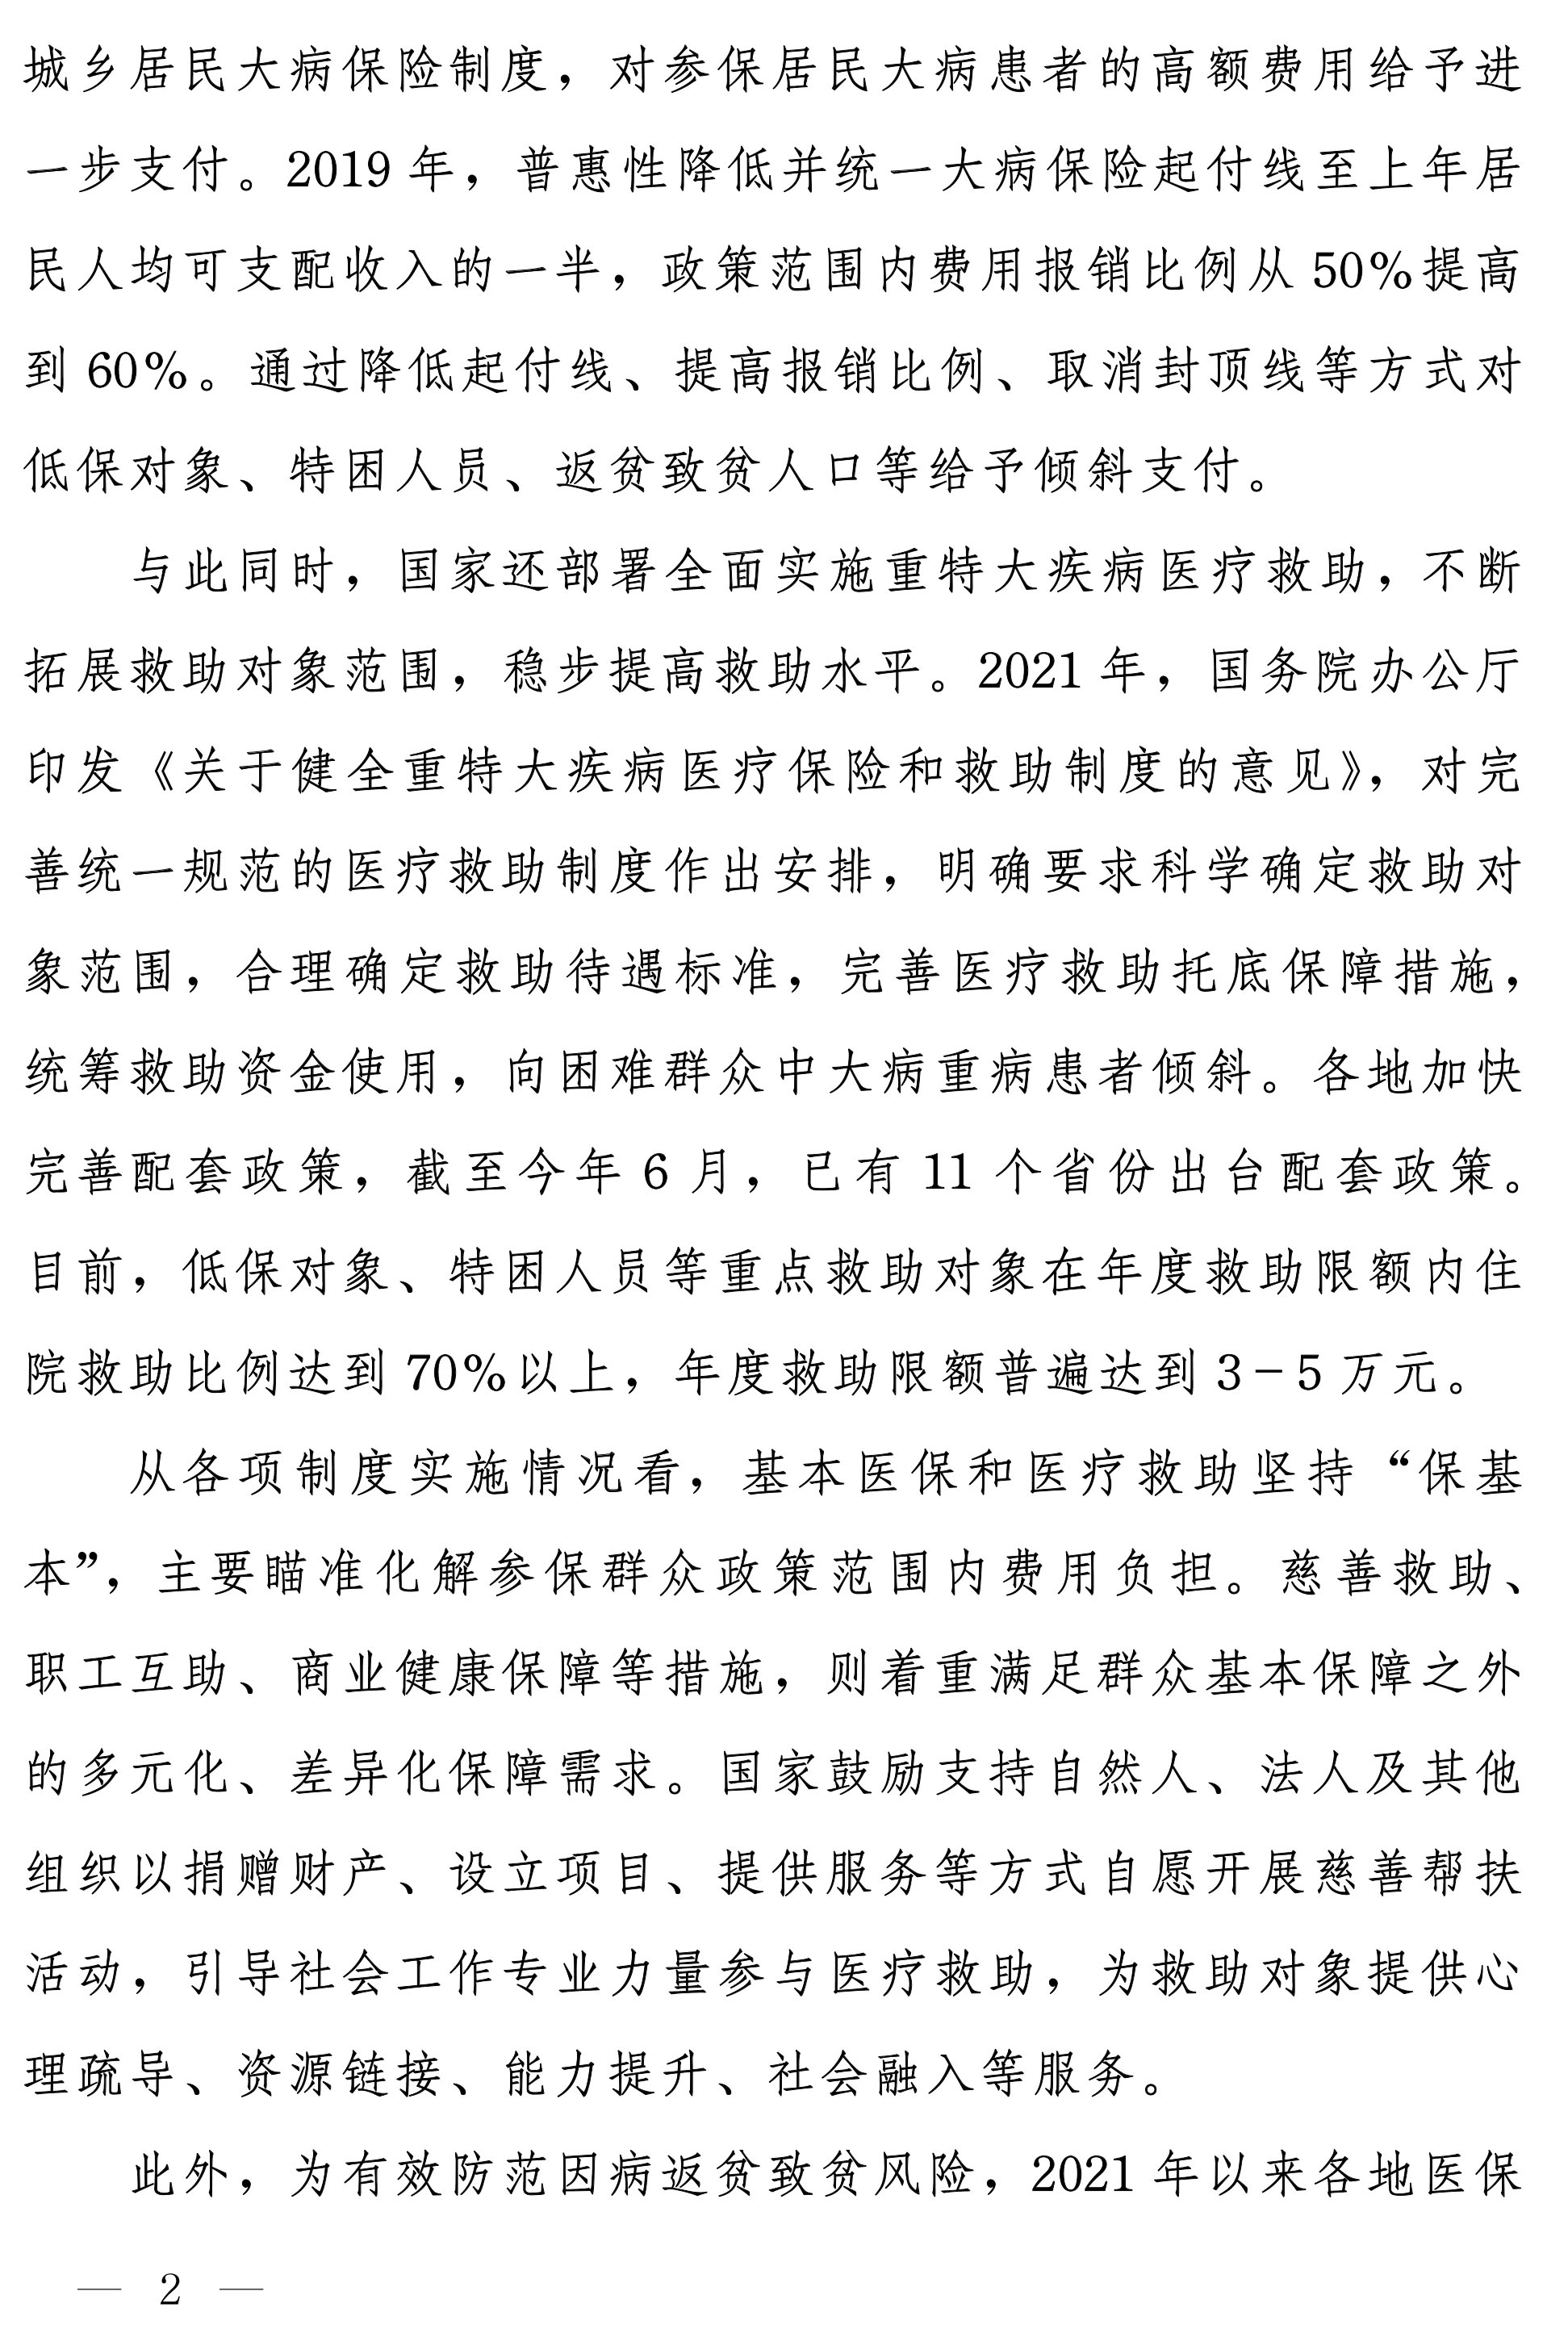 城乡居民大病保险制度，对参保居民大病患者的高额费用给予进
一步支付。2019 年，普惠性降低并统一大病保险起付线至上年居
民人均可支配收入的一半，政策范围内费用报销比例从 50%提高
到 60%。通过降低起付线、提高报销比例、取消封顶线等方式对
低保对象、特困人员、返贫致贫人口等给予倾斜支付。
与此同时，国家还部署全面实施重特大疾病医疗救助，不断
拓展救助对象范围，稳步提高救助水平。2021 年，国务院办公厅
印发《关于健全重特大疾病医疗保险和救助制度的意见》，对完
善统一规范的医疗救助制度作出安排，明确要求科学确定救助对
象范围，合理确定救助待遇标准，完善医疗救助托底保障措施，
统筹救助资金使用，向困难群众中大病重病患者倾斜。各地加快
完善配套政策，截至今年 6 月，已有 11 个省份出台配套政策。
目前，低保对象、特困人员等重点救助对象在年度救助限额内住
院救助比例达到 70%以上，年度救助限额普遍达到 3－5 万元。
从各项制度实施情况看，基本医保和医疗救助坚持“保基
本”，主要瞄准化解参保群众政策范围内费用负担。慈善救助、
职工互助、商业健康保障等措施，则着重满足群众基本保障之外
的多元化、差异化保障需求。国家鼓励支持自然人、法人及其他
组织以捐赠财产、设立项目、提供服务等方式自愿开展慈善帮扶
活动，引导社会工作专业力量参与医疗救助，为救助对象提供心
理疏导、资源链接、能力提升、社会融入等服务。
此外，为有效防范因病返贫致贫风险，2021 年以来各地医保
— 2 —